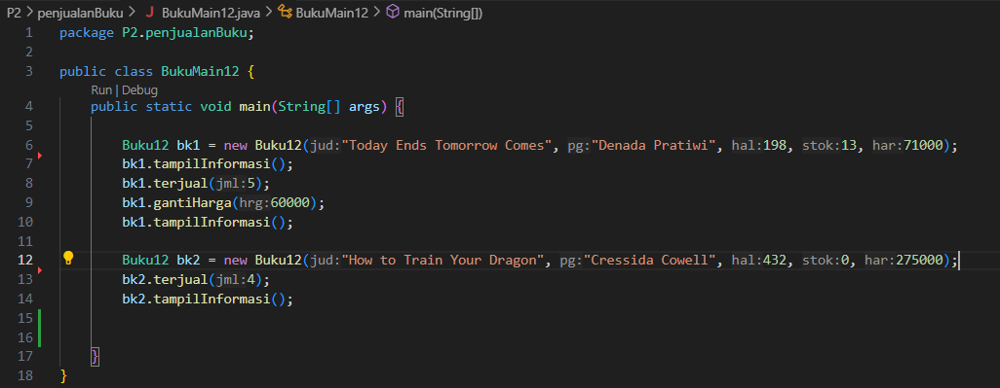 P2 > penjualanBuku > J BukuMain12.java > BukuMain12 > main(String[])
1 package P2.penjualanBuku;
2
3 public class BukuMain12 {
Run | Debug
4 public static void main(String[] args) {
5
6 Buku12 bk1 = new Buku12(jud:"Today Ends Tomorrow Comes", pg:"Denada Pratiwi", hal:198, stok:13, har:71000);
7 bk1.tampilInformasi();
8 bk1.terjual(jml:5);
9 bk1.gantiHarga(hrg:60000);
10 bk1.tampilInformasi();
11
12 Buku12 bk2 = new Buku12(jud:"How to Train Your Dragon", pg:"Cressida Cowell", hal:432, stok:0, har:275000);
13 bk2.terjual(jml:4);
14 bk2.tampilInformasi();
15
16
17 }
18 }